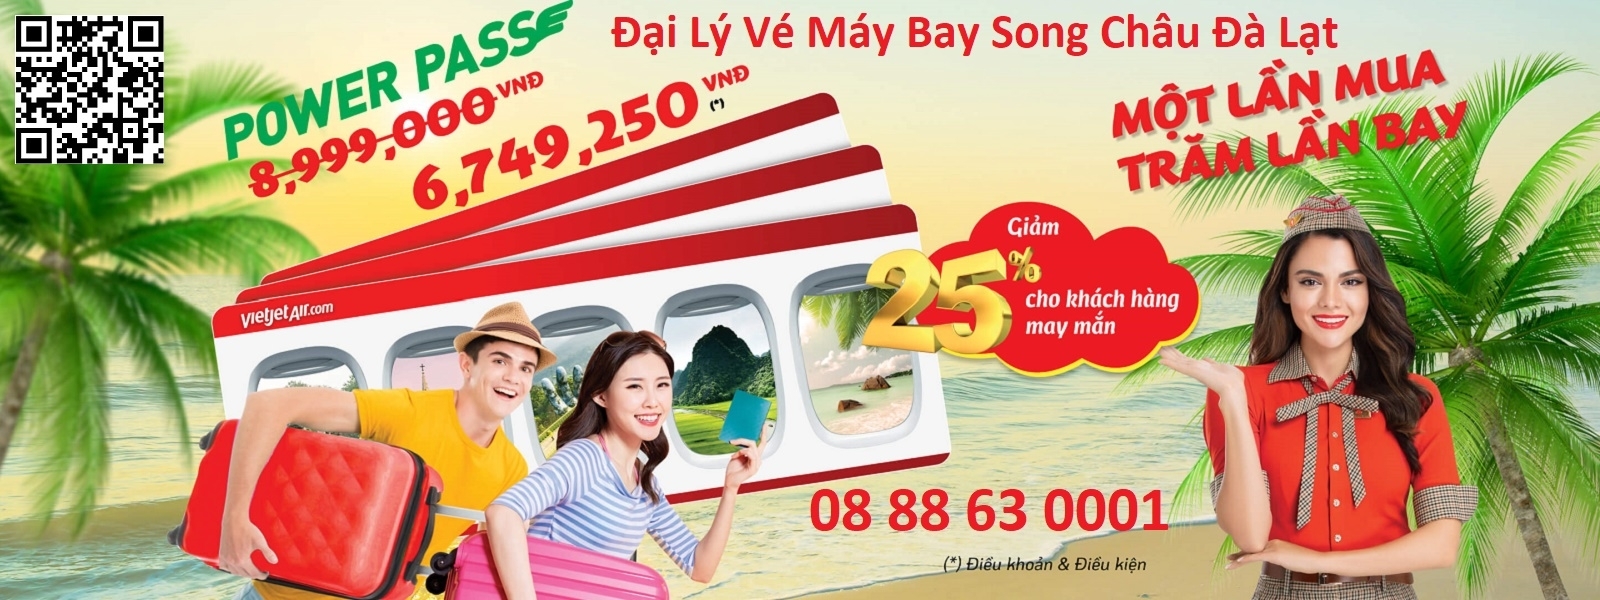 Đại Lý Vé Máy Bay Song Châu Đà Lạt
POWER PASS
8,999,000 VNĐ
6,749,250 VNĐ
(*)
MỘT LẦN MUA
TRĂM LẦN BAY
Giảm
25%
cho khách hàng
may mắn
vietjetAir.com
08 88 63 0001
(*) Điều khoản & Điều kiện